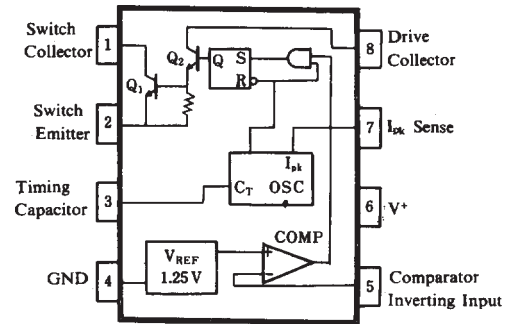 Switch
Collector
1
Switch
Emitter
2
Timing
Capacitor
3
GND
4
Q₁
Q₂
Q S
R
Ipk
CT OSC
VREF
1.25 V
COMP
+
−
8
Drive
Collector
7
Ipk Sense
6
V⁺
5
Comparator
Inverting Input